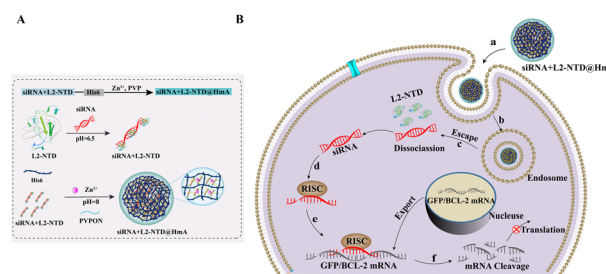 A
siRNA+L2-NTD
His6
Zn²⁺, PVP
siRNA+L2-NTD@HmA
siRNA
pH=6.5
L2-NTD
siRNA+L2-NTD
His6
Zn²⁺
pH=8
PVPON
siRNA+L2-NTD
siRNA+L2-NTD@HmA
B
a
siRNA+L2-NTD@Hm
b
L2-NTD
Escape
c
siRNA
Dissociassion
Endosome
d
RISC
GFP/BCL-2 mRNA
Nucleuse
Export
e
Translation
RISC
f
GFP/BCL-2 mRNA
mRNA Cleavage